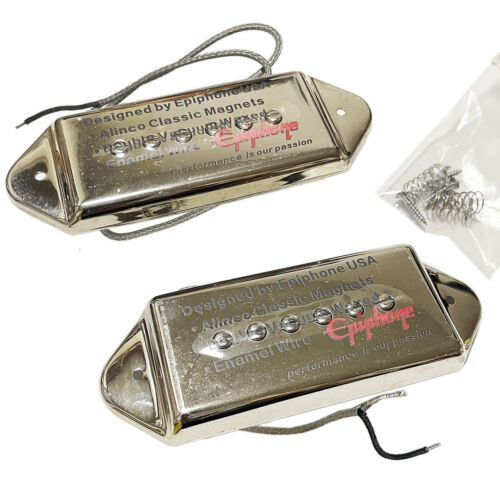 Designed by Epiphone USA
• Alinco Classic Magnets
• Double Vacuum Waxed
• Enamel Wire
Epiphone
performance is our passion
Designed by Epiphone USA
• Alinco Classic Magnets
Vacuum Waxed
• Enamel Wire
Epiphone
performance is our passion